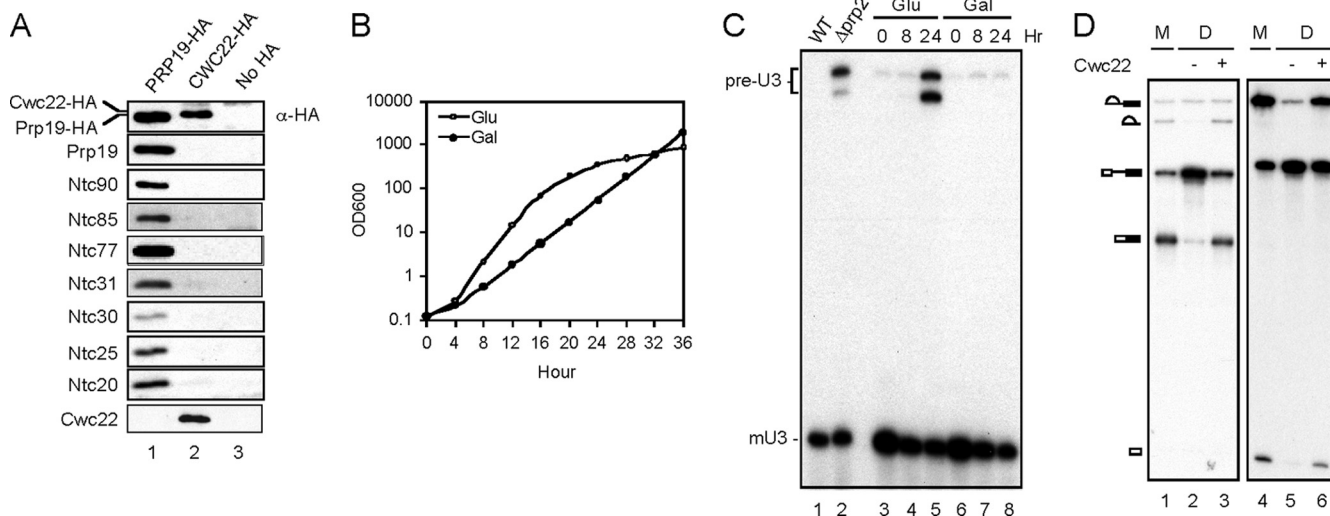 A
PRP19-HA
CWC22-HA
No HA
Cwc22-HA
Prp19-HA
α-HA
Prp19
Ntc90
Ntc85
Ntc77
Ntc31
Ntc30
Ntc25
Ntc20
Cwc22
1 2 3
B
10000
1000
100
10
1
0.1
OD600
Glu
Gal
0 4 8 12 16 20 24 28 32 36
Hour
C
WT
Δprp2
Glu Gal
0 8 24 0 8 24 Hr
pre-U3
mU3 -
1 2 3 4 5 6 7 8
D
M D M D
Cwc22 - + - +
1 2 3 4 5 6